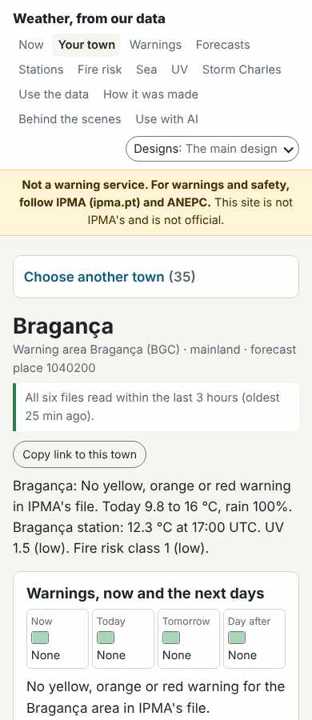 Weather, from our data
Now Your town Warnings Forecasts
Stations Fire risk Sea UV Storm Charles
Use the data How it was made
Behind the scenes Use with AI
Designs: The main design
Not a warning service. For warnings and safety,
follow IPMA (ipma.pt) and ANEPC. This site is not
IPMA's and is not official.
Choose another town (35)
Bragança
Warning area Bragança (BGC) · mainland · forecast
place 1040200
All six files read within the last 3 hours (oldest
25 min ago).
Copy link to this town
Bragança: No yellow, orange or red warning
in IPMA's file. Today 9.8 to 16 °C, rain 100%.
Bragança station: 12.3 °C at 17:00 UTC. UV
1.5 (low). Fire risk class 1 (low).
Warnings, now and the next days
Now Today Tomorrow Day after
None None None None
No yellow, orange or red warning for the
Bragança area in IPMA's file.